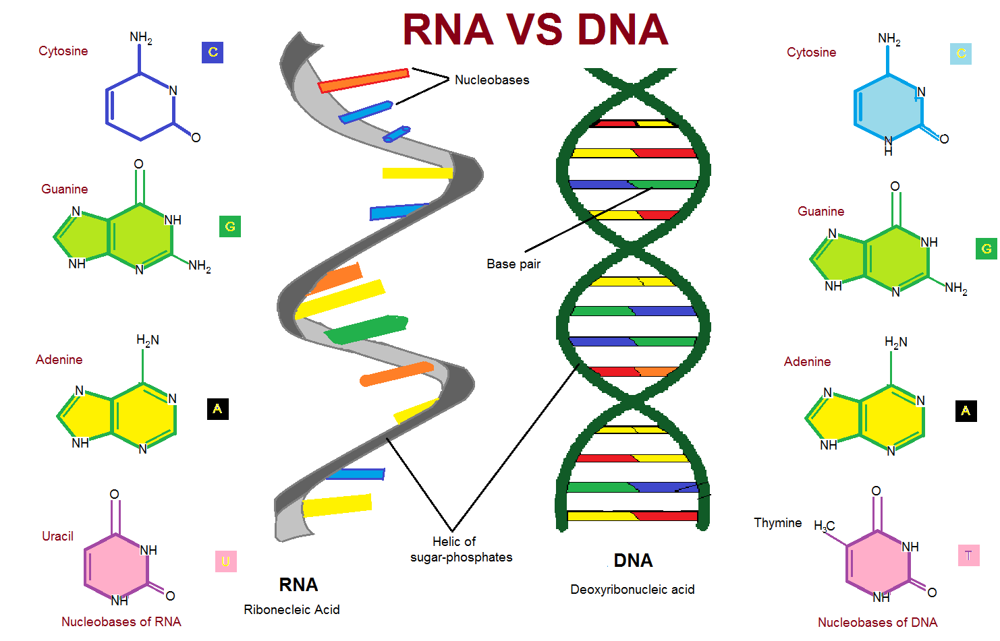 RNA VS DNA
Cytosine
NH2
C
N
O
Guanine
O
N
NH
G
NH
N
NH2
Adenine
H2N
N
N
A
NH
N
Uracil
O
NH
U
NH
O
Nucleobases of RNA
Nucleobases
Base pair
Helic of
sugar-phosphates
RNA
Ribonecleic Acid
DNA
Deoxyribonucleic acid
Cytosine
NH2
C
N
O
N
H
Guanine
O
N
NH
G
NH
N
NH2
Adenine
H2N
N
N
A
NH
N
Thymine
H3C
O
NH
T
NH
O
Nucleobases of DNA